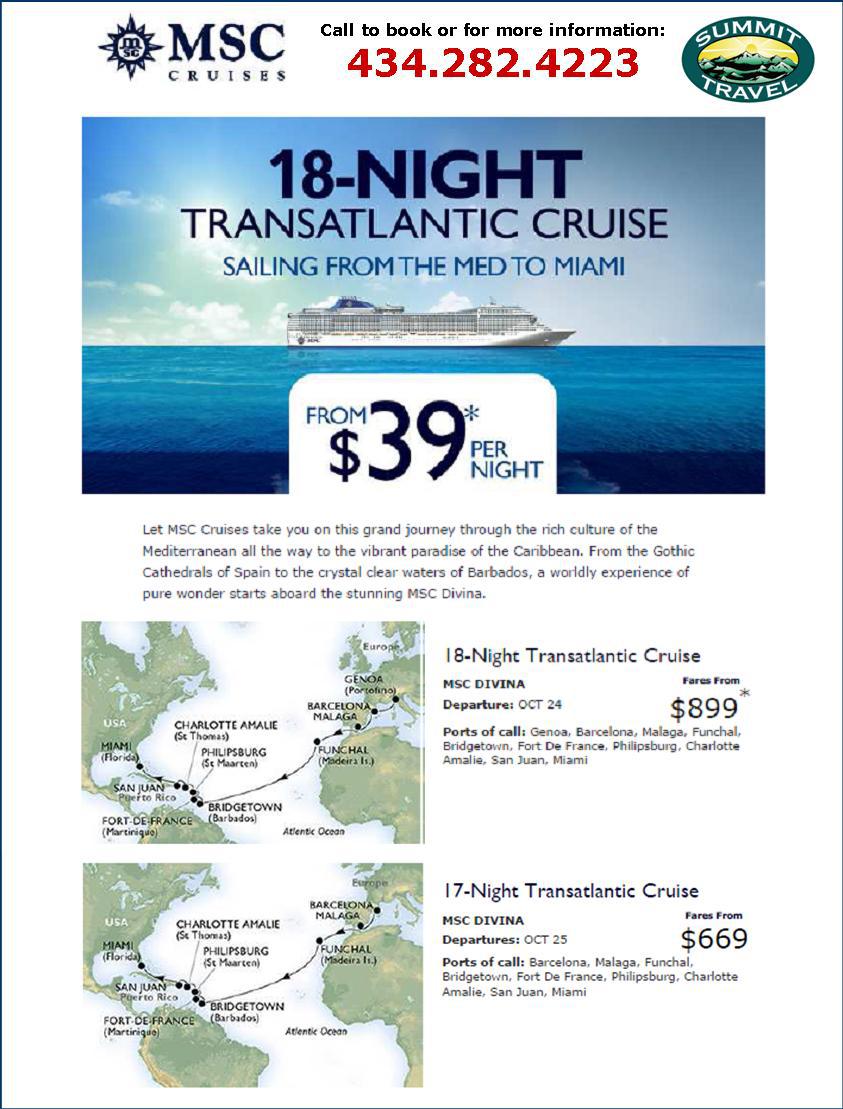 MSC
CRUISES
Call to book or for more information:
434.282.4223
SUMMIT
TRAVEL
18-NIGHT
TRANSATLANTIC CRUISE
SAILING FROM THE MED TO MIAMI
FROM
$39*
PER
NIGHT
Let MSC Cruises take you on this grand journey through the rich culture of the
Mediterranean all the way to the vibrant paradise of the Caribbean. From the Gothic
Cathedrals of Spain to the crystal clear waters of Barbados, a worldly experience of
pure wonder starts aboard the stunning MSC Divina.
Europe
GENOA
(Portofino)
BARCELONA
MALAGA
USA
CHARLOTTE AMALIE
(St Thomas)
MIAMI
(Florida)
PHILIPSBURG
(St Maarten)
FUNCHAL
(Madeira Is.)
SAN JUAN
Puerto Rico
BRIDGETOWN
(Barbados)
FORT-DE-FRANCE
(Martinique)
Atlantic Ocean
18-Night Transatlantic Cruise
MSC DIVINA
Fares From
Departure: OCT 24
$899*
Ports of call: Genoa, Barcelona, Malaga, Funchal,
Bridgetown, Fort De France, Philipsburg, Charlotte
Amalie, San Juan, Miami
Europe
BARCELONA
MALAGA
USA
CHARLOTTE AMALIE
(St Thomas)
MIAMI
(Florida)
PHILIPSBURG
(St Maarten)
FUNCHAL
(Madeira Is.)
SAN JUAN
Puerto Rico
BRIDGETOWN
(Barbados)
FORT-DE-FRANCE
(Martinique)
Atlantic Ocean
17-Night Transatlantic Cruise
MSC DIVINA
Fares From
Departures: OCT 25
$669
Ports of call: Barcelona, Malaga, Funchal,
Bridgetown, Fort De France, Philipsburg, Charlotte
Amalie, San Juan, Miami